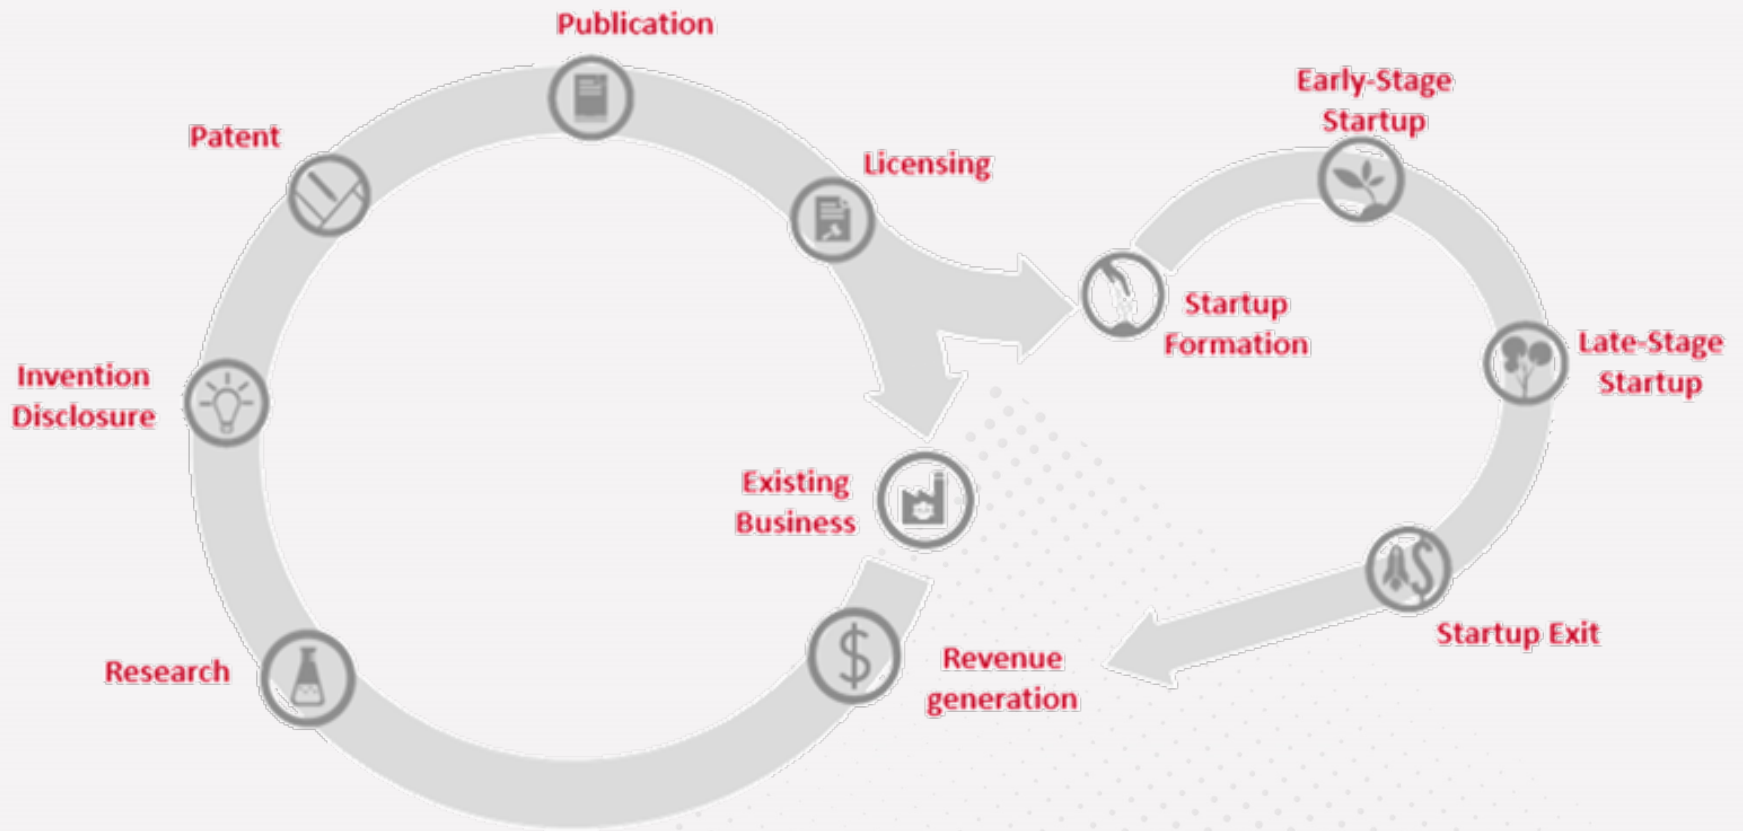 Publication
Patent
Licensing
Early-Stage
Startup
Startup
Formation
Late-Stage
Startup
Invention
Disclosure
Existing
Business
Startup Exit
Research
Revenue
generation